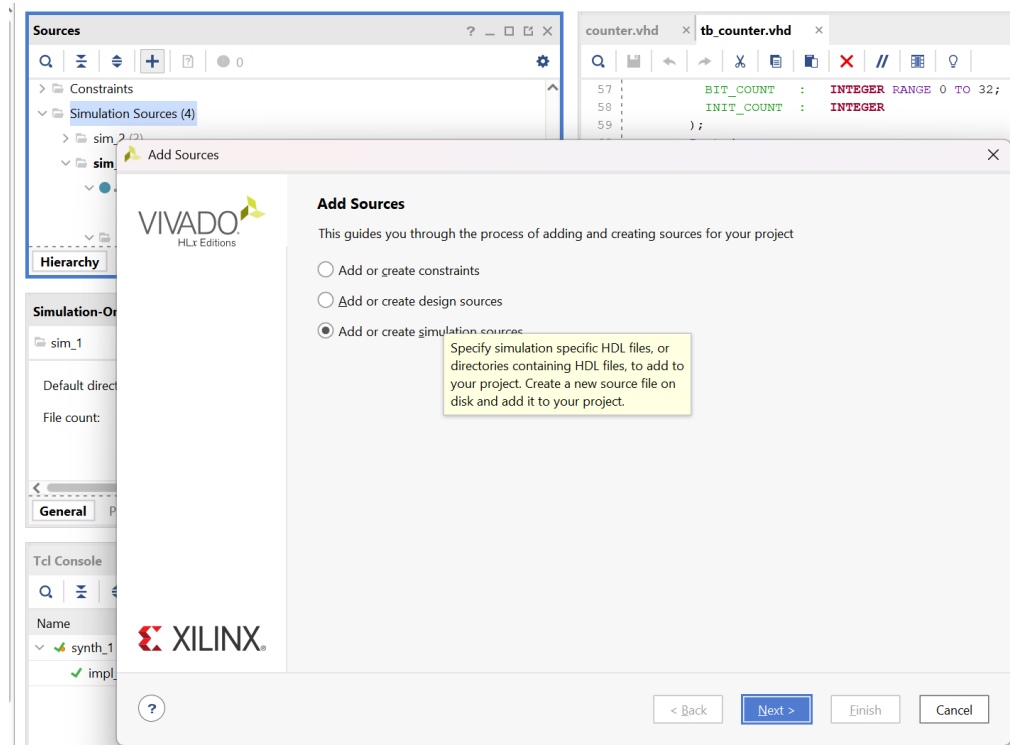 Sources
? _ □ ×
counter.vhd × tb_counter.vhd ×
+ ? 0
Constraints
57 BIT_COUNT : INTEGER RANGE 0 TO 32;
Simulation Sources (4)
58 INIT_COUNT : INTEGER
59 );
sim_2 (2)
sim_
Hierarchy
Simulation-Or
sim_1
Default direct
File count:
General P
Tcl Console
Name
synth_1
impl_
Add Sources
VIVADO.
HLx Editions
Add Sources
This guides you through the process of adding and creating sources for your project
Add or create constraints
Add or create design sources
Add or create simulation sources
Specify simulation specific HDL files, or
directories containing HDL files, to add to
your project. Create a new source file on
disk and add it to your project.
XILINX®
?
< Back Next > Finish Cancel